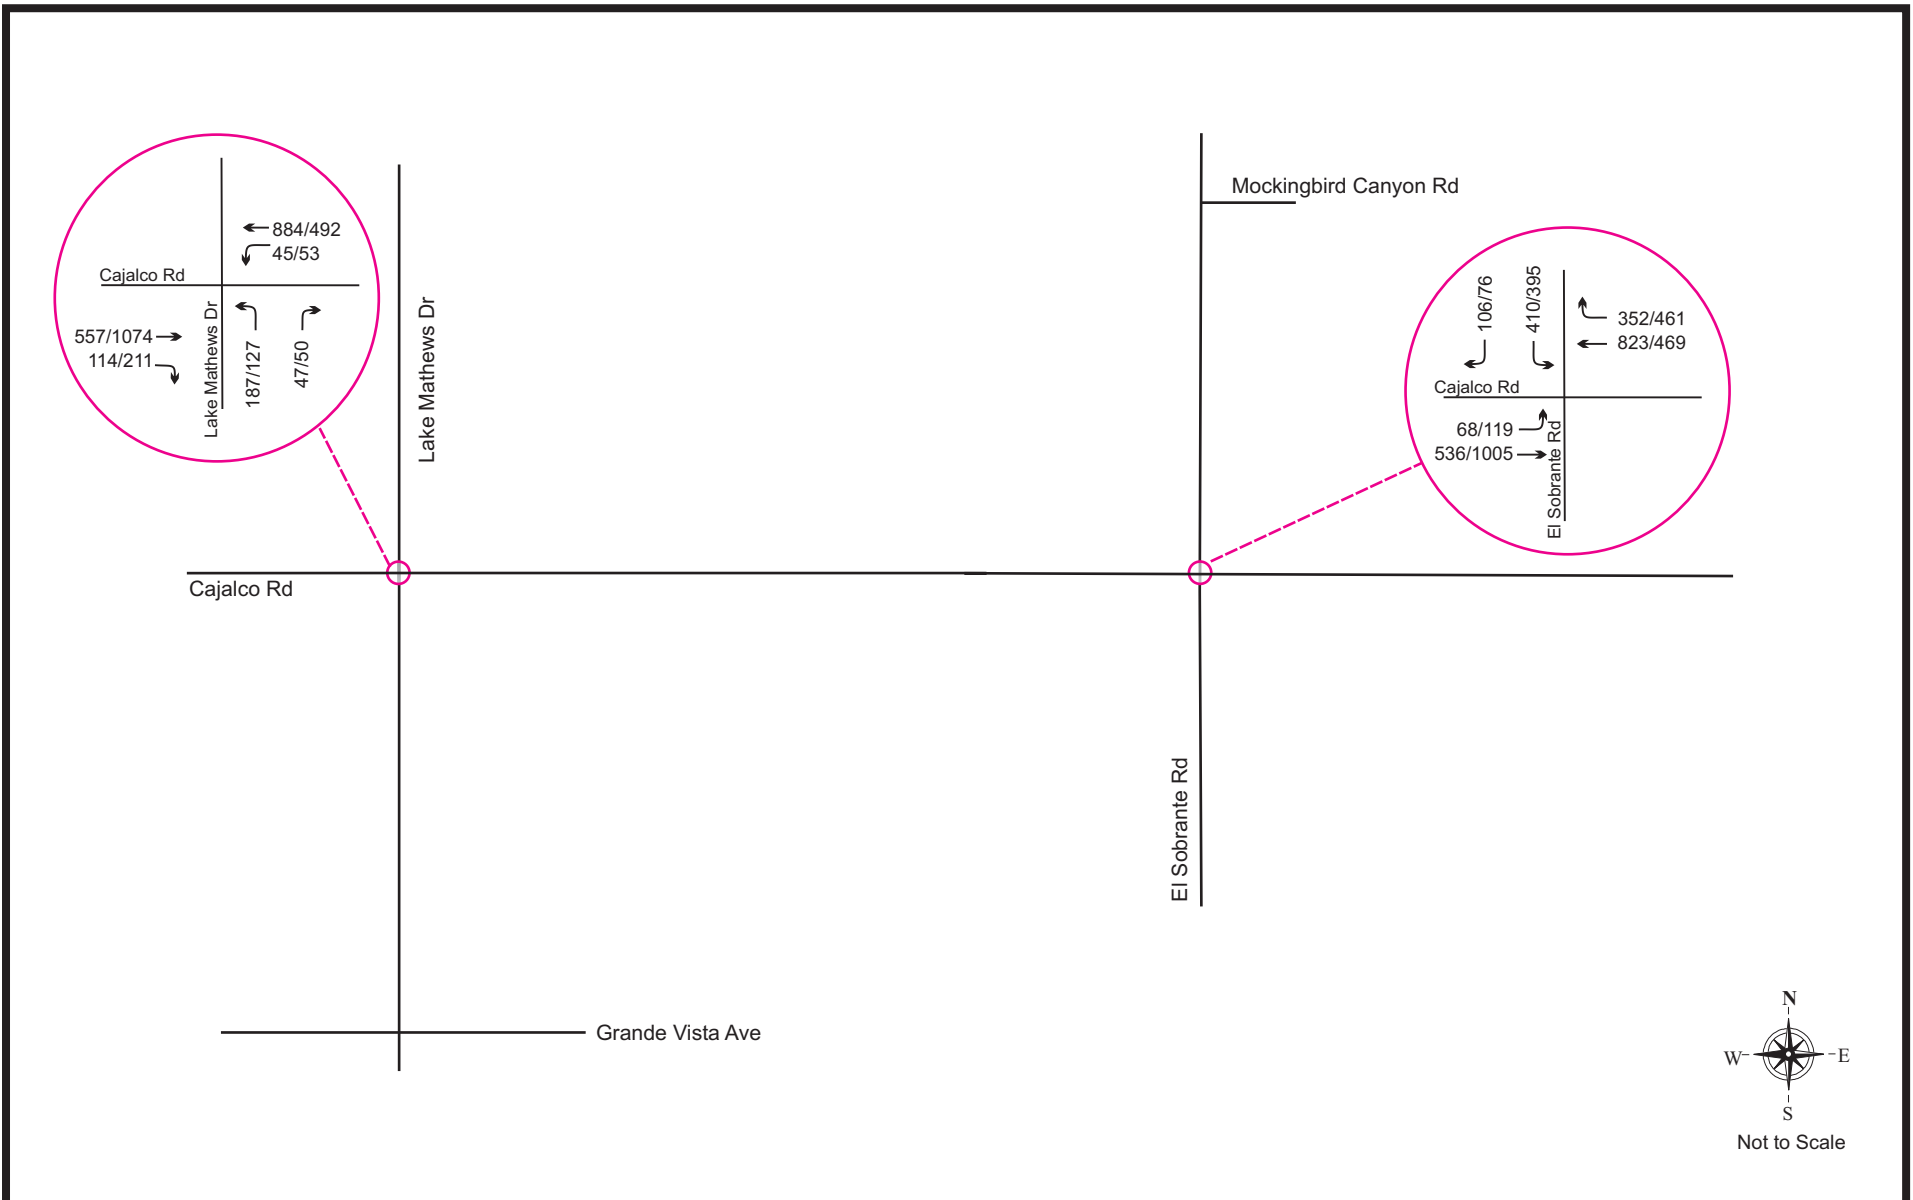 Mockingbird Canyon Rd
884/492
45/53
Cajalco Rd
Lake Mathews Dr
557/1074
114/211
187/127
47/50
Lake Mathews Dr
106/76
410/395
352/461
823/469
Cajalco Rd
68/119
536/1005
El Sobrante Rd
Cajalco Rd
El Sobrante Rd
Grande Vista Ave
N
W
E
S
Not to Scale